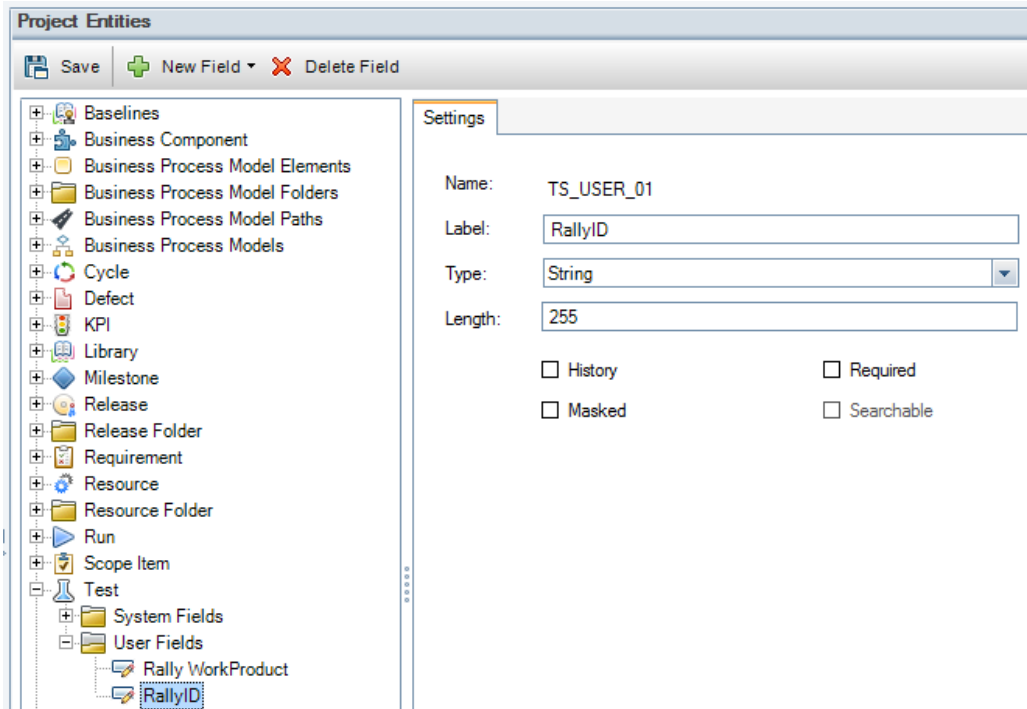 Project Entities
Save New Field Delete Field
Baselines
Business Component
Business Process Model Elements
Business Process Model Folders
Business Process Model Paths
Business Process Models
Cycle
Defect
KPI
Library
Milestone
Release
Release Folder
Requirement
Resource
Resource Folder
Run
Scope Item
Test
System Fields
User Fields
Rally WorkProduct
RallyID
Settings
Name: TS_USER_01
Label: RallyID
Type: String
Length: 255
History Required
Masked Searchable